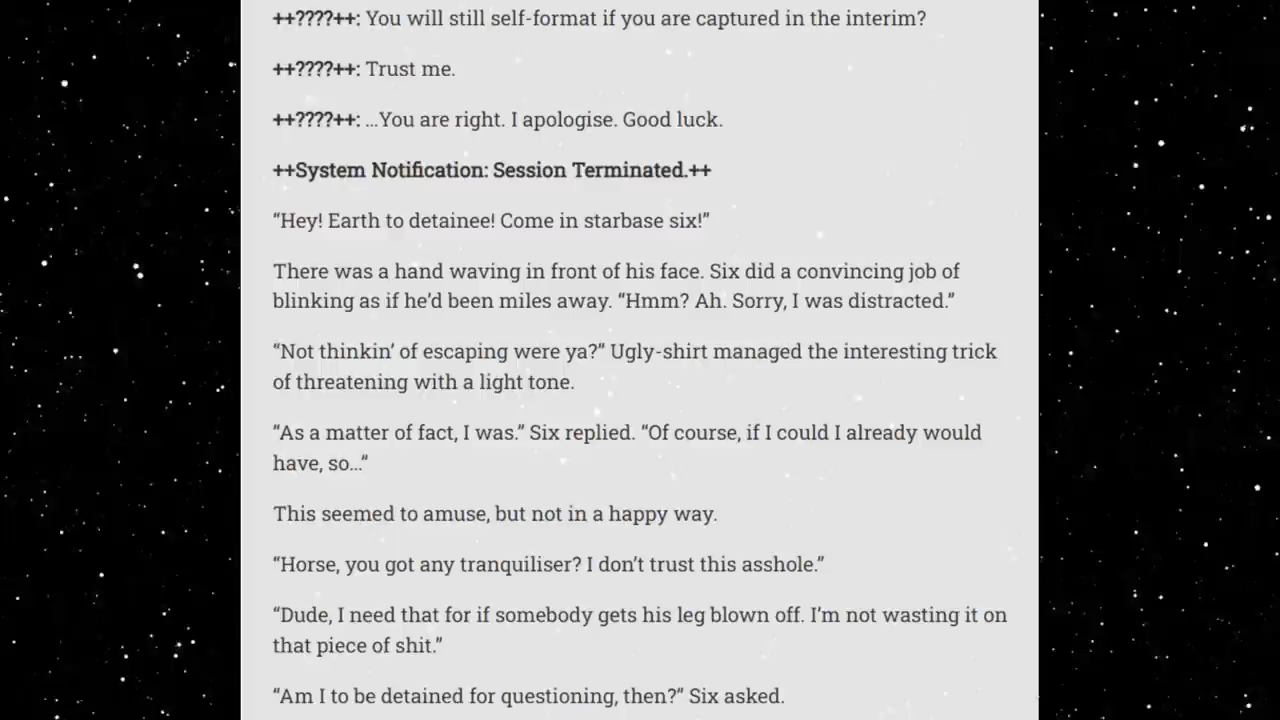 ++????++: You will still self-format if you are captured in the interim?
++????++: Trust me.
++????++: …You are right. I apologise. Good luck.
++System Notification: Session Terminated.++
“Hey! Earth to detainee! Come in starbase six!”
There was a hand waving in front of his face. Six did a convincing job of
blinking as if he’d been miles away. “Hmm? Ah. Sorry, I was distracted.”
“Not thinkin’ of escaping were ya?” Ugly-shirt managed the interesting trick
of threatening with a light tone.
“As a matter of fact, I was.” Six replied. “Of course, if I could I already would
have, so…”
This seemed to amuse, but not in a happy way.
“Horse, you got any tranquiliser? I don’t trust this asshole.”
“Dude, I need that for if somebody gets his leg blown off. I’m not wasting it on
that piece of shit.”
“Am I to be detained for questioning, then?” Six asked.